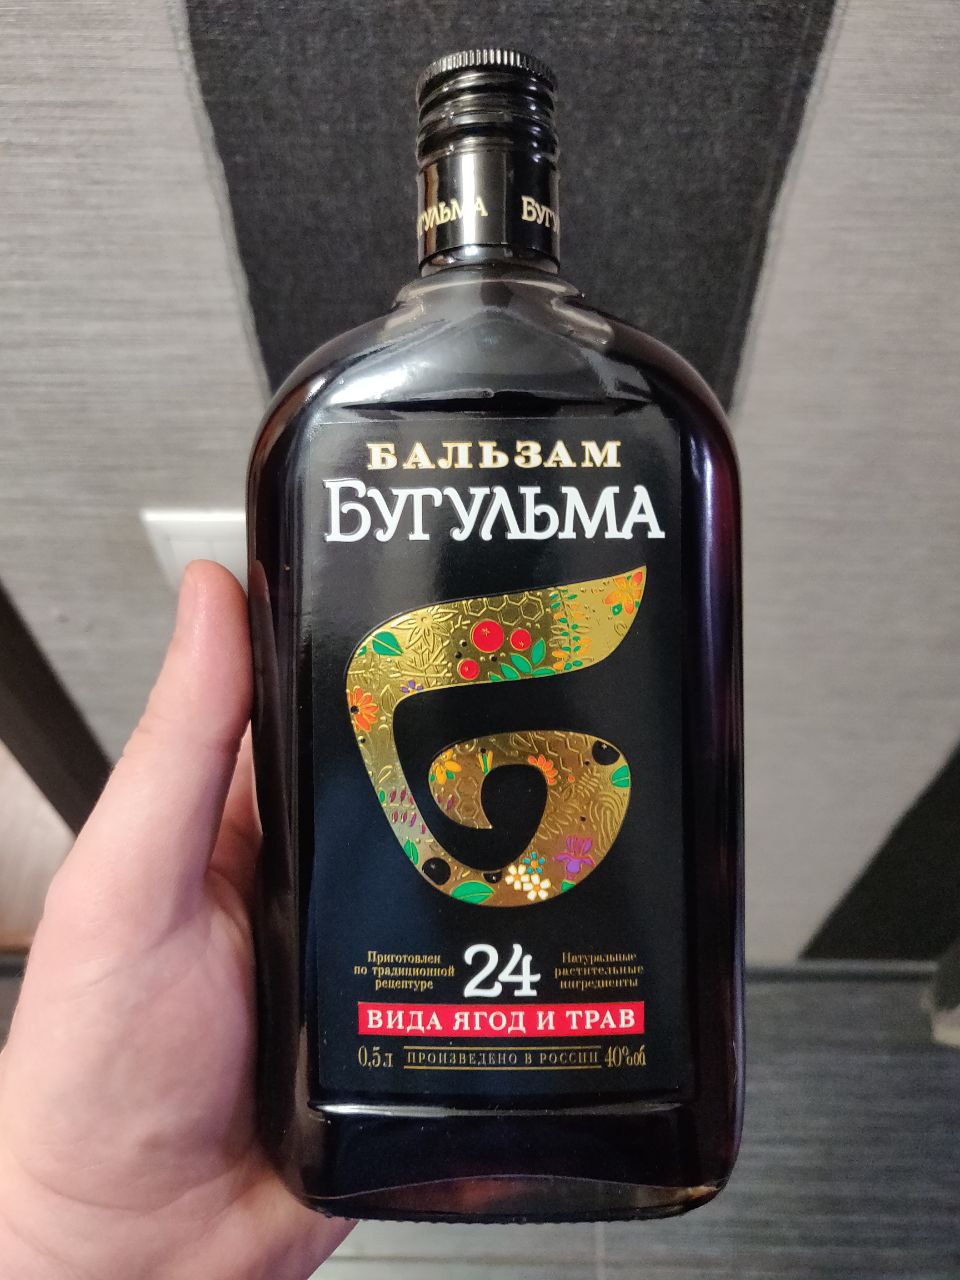 БУГУЛЬМА БУГУ
БАЛЬЗАМ
БУГУЛЬМА
Приготовлен
по традиционной
рецептуре
24
Натуральные
растительные
ингредиенты
ВИДА ЯГОД И ТРАВ
0,5 л ПРОИЗВЕДЕНО В РОССИИ 40%об